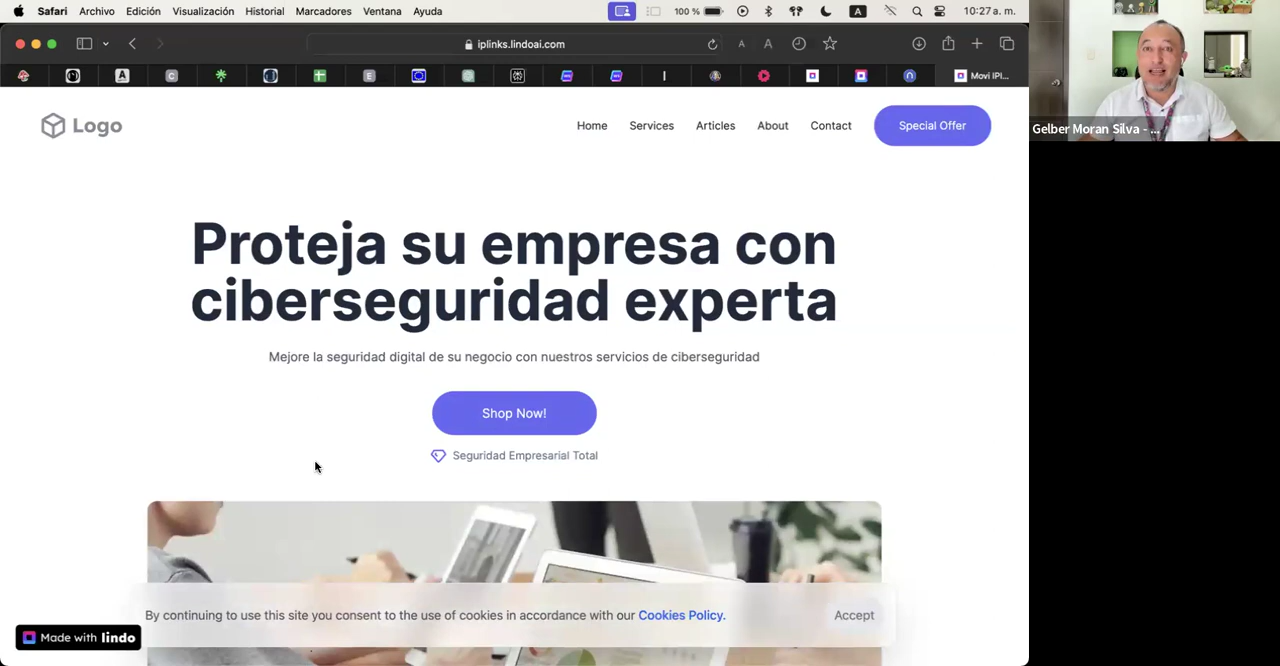 Safari Archivo Edición Visualización Historial Marcadores Ventana Ayuda 100 % A 10:27 a. m.
iplinks.lindoai.com A A
A C E I Movi IPl...
Logo Home Services Articles About Contact Special Offer
Proteja su empresa con
ciberseguridad experta
Mejore la seguridad digital de su negocio con nuestros servicios de ciberseguridad
Shop Now!
Seguridad Empresarial Total
By continuing to use this site you consent to the use of cookies in accordance with our Cookies Policy. Accept
Made with lindo
Gelber Moran Silva - ...